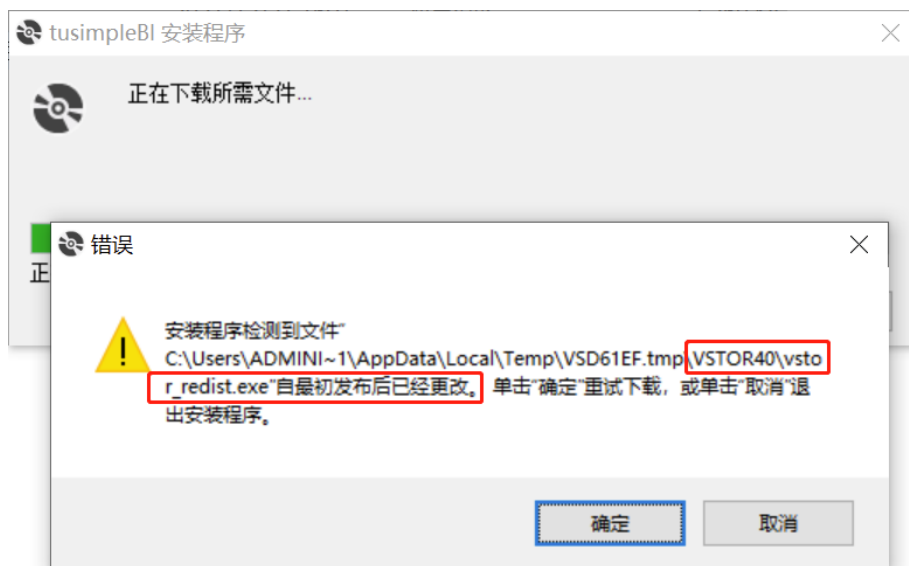 tusimpleBI 安装程序
正在下载所需文件...
正
错误
安装程序检测到文件"
C:\Users\ADMINI~1\AppData\Local\Temp\VSD61EF.tmp\VSTOR40\vsto
r_redist.exe"自最初发布后已经更改。 单击"确定"重试下载，或单击"取消"退
出安装程序。
确定
取消